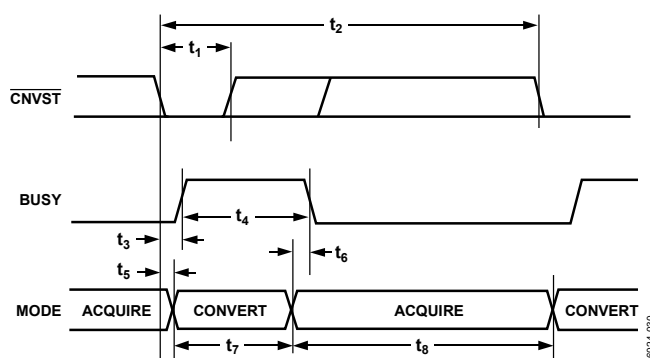 t2
t1
CNVST
BUSY
t4
t3
t6
t5
MODE ACQUIRE CONVERT ACQUIRE CONVERT
t7 t8